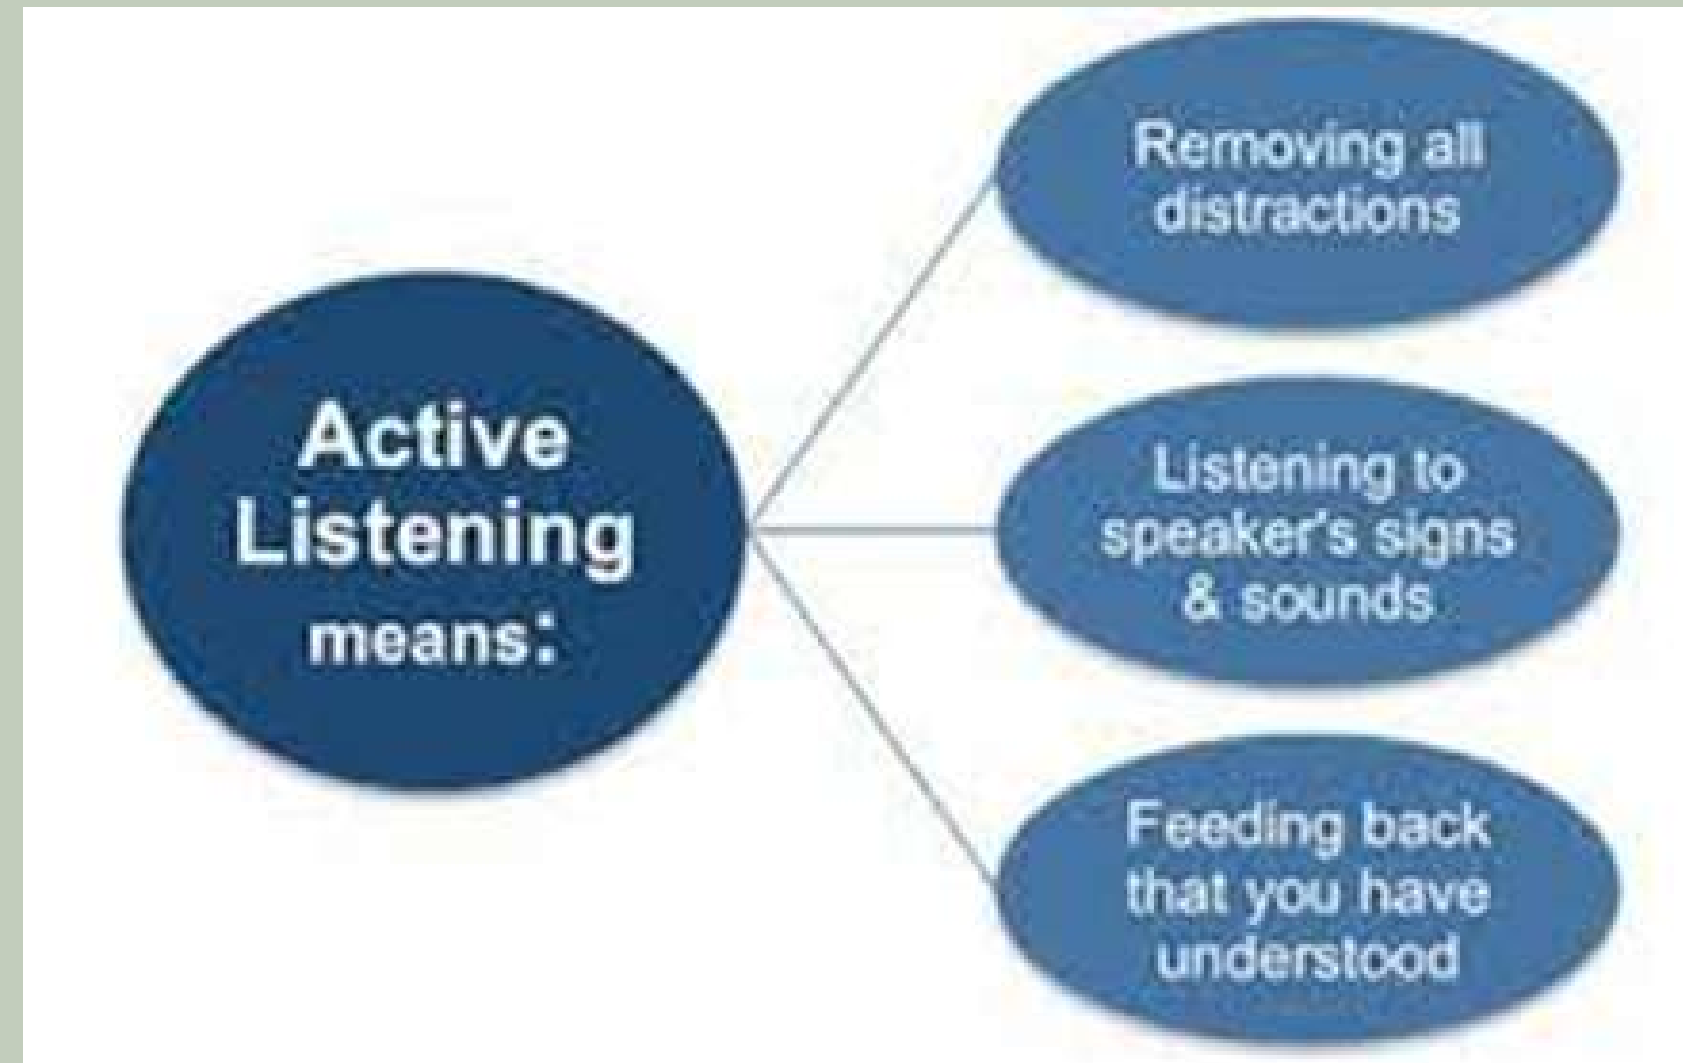 Active
Listening
means:
Removing all
distractions
Listening to
speaker's signs
& sounds
Feeding back
that you have
understood